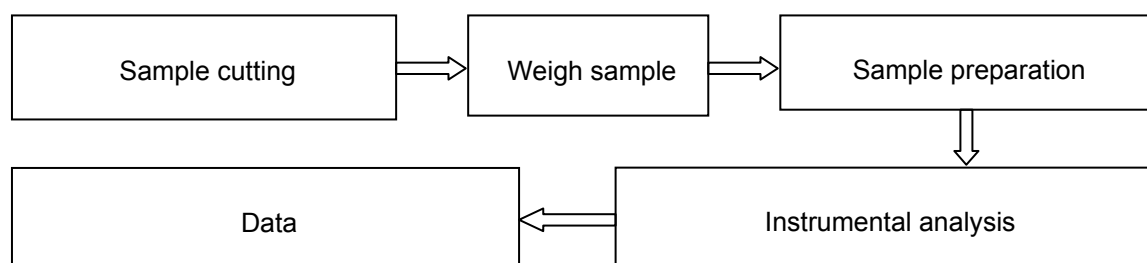 Sample cutting
Weigh sample
Sample preparation
Instrumental analysis
Data